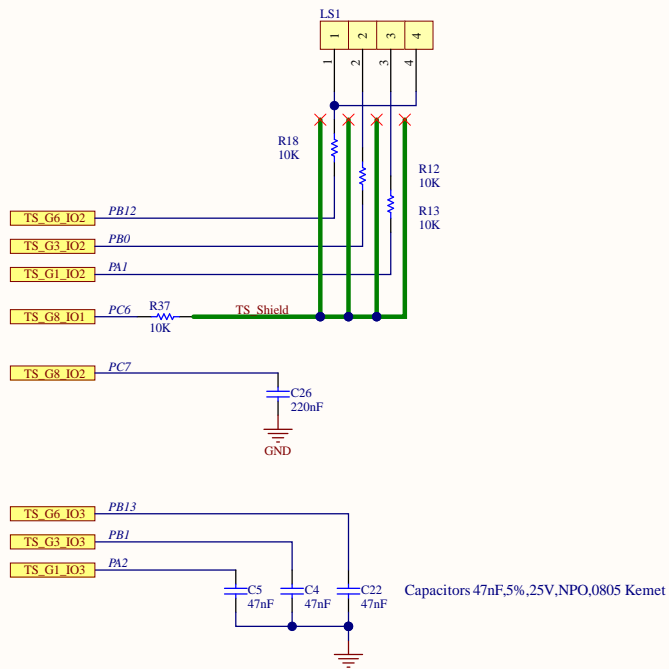 LS1
1 2 3 4
1 2 3 4
R18
10K
R12
10K
R13
10K
TS_G6_IO2 PB12
TS_G3_IO2 PB0
TS_G1_IO2 PA1
TS_G8_IO1 PC6 R37 TS_Shield
10K
TS_G8_IO2 PC7
C26
220nF
GND
TS_G6_IO3 PB13
TS_G3_IO3 PB1
TS_G1_IO3 PA2
C5 C4 C22 Capacitors 47nF,5%,25V,NPO,0805 Kemet
47nF 47nF 47nF